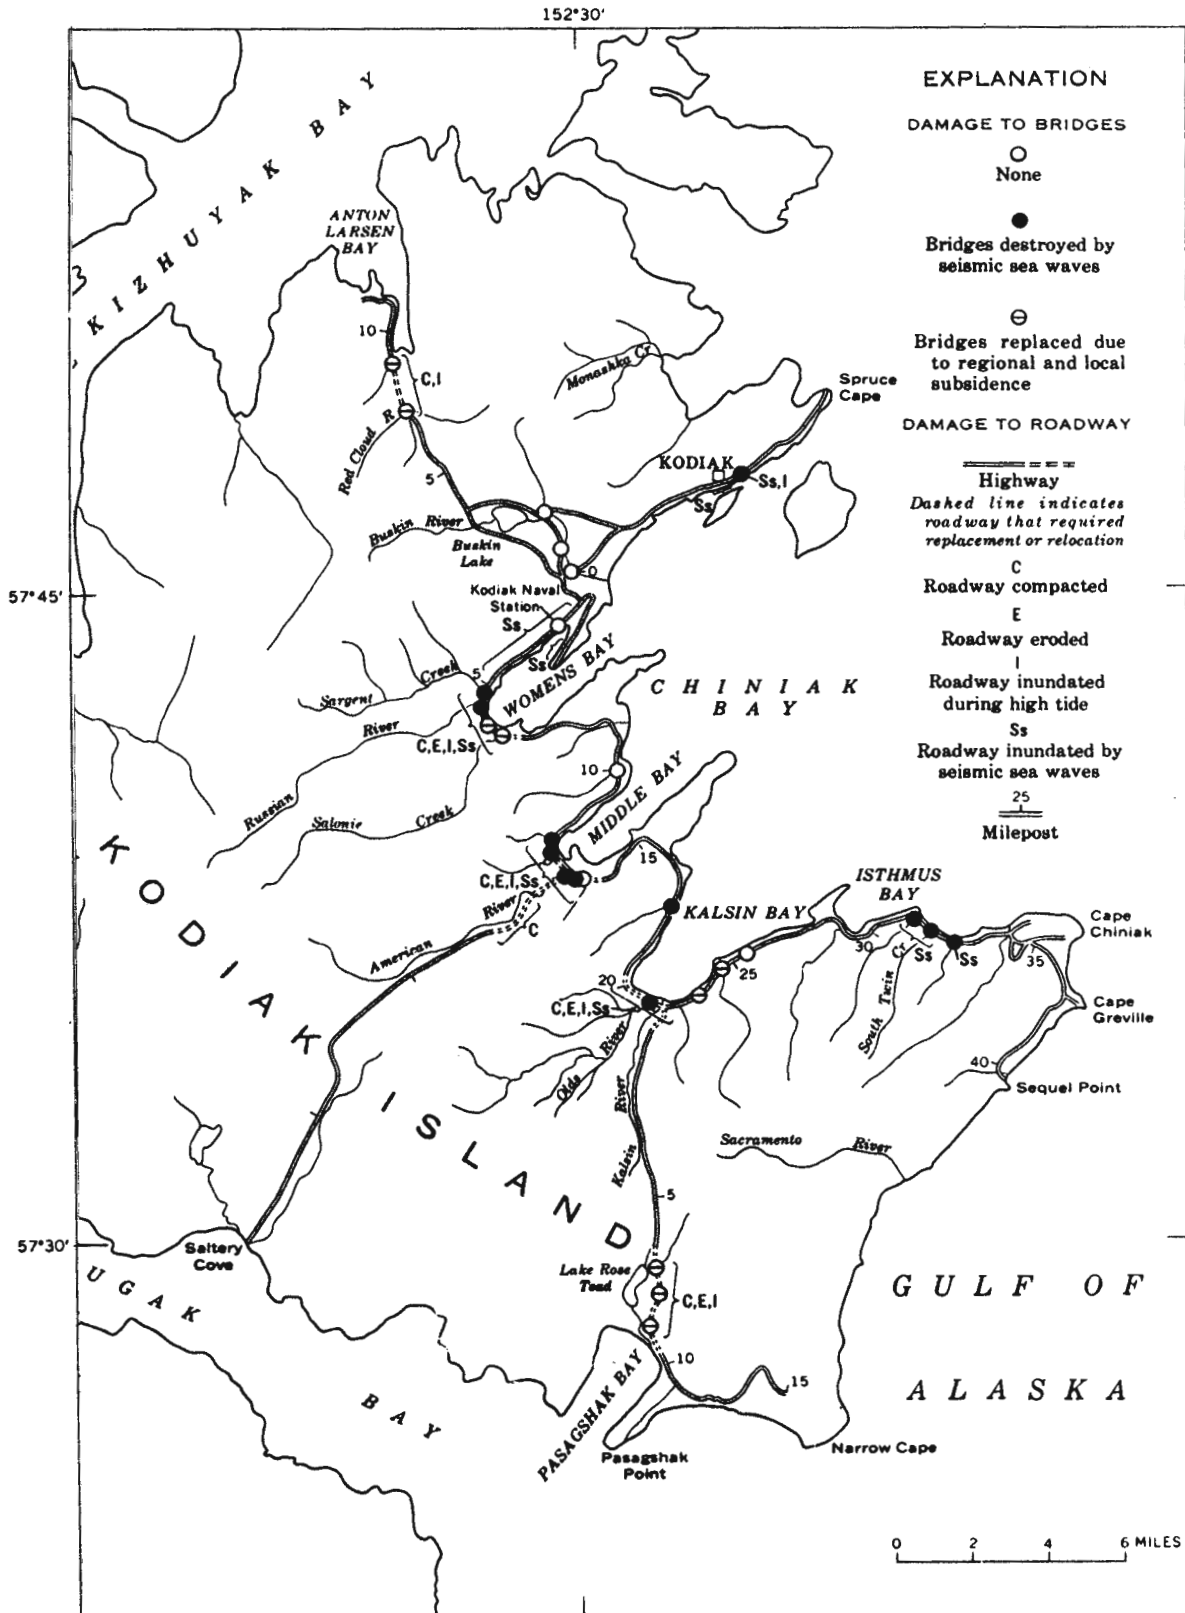 152°30'
EXPLANATION
DAMAGE TO BRIDGES
None
Bridges destroyed by
seismic sea waves
Bridges replaced due
to regional and local
subsidence
DAMAGE TO ROADWAY
Highway
Dashed line indicates
roadway that required
replacement or relocation
C
Roadway compacted
E
Roadway eroded
I
Roadway inundated
during high tide
Ss
Roadway inundated by
seismic sea waves
25
Milepost
KIZHUYAK BAY
3
ANTON
LARSEN
BAY
10
C,I
Red Cloud R
5
Monashka Cr
Spruce
Cape
KODIAK
Ss,I
Ss
Buskin River
Buskin
Lake
0
57°45'
Kodiak Naval
Station
Ss
Ss
WOMENS BAY
Sargent Creek
5
CHINIAK
BAY
Russian River
C,E,I,Ss
Salonie Creek
10
MIDDLE BAY
15
C,E,I,Ss
American River
C
KALSIN BAY
ISTHMUS
BAY
Cape
Chiniak
30
Ss
Ss
35
25
20
C,E,I,Ss
South Twin Cr
Cape
Greville
40
Sequel Point
Olds River
Kalsin River
Sacramento River
KODIAK ISLAND
5
57°30'
Saltery
Cove
Lake Rose
Tead
C,E,I
UGAK BAY
10
15
PASAGSHAK BAY
Pasagshak
Point
Narrow Cape
GULF OF
ALASKA
0 2 4 6 MILES